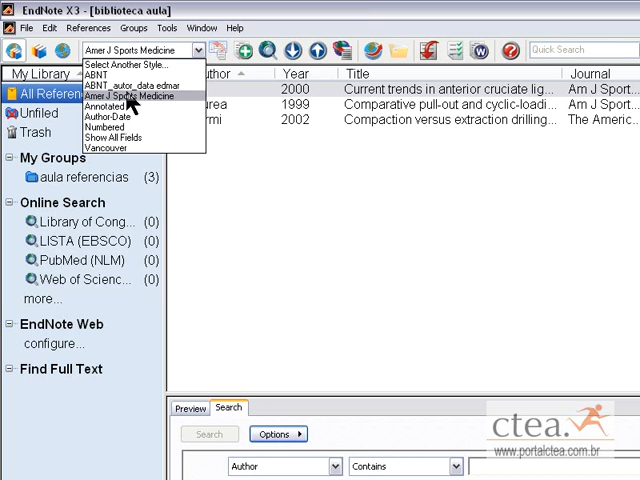 EndNote X3 - [biblioteca aula]
File Edit References Groups Tools Window Help
Amer J Sports Medicine
Quick Search
Select Another Style...
ABNT
ABNT_autor_data edmar
Amer J Sports Medicine
Annotated
Author-Date
Numbered
Show All Fields
Vancouver
My Library Author Year Title Journal
All Referen 2000 Current trends in anterior cruciate lig... Am J Sport...
Unfiled urea 1999 Comparative pull-out and cyclic-loadi... Am J Sport...
Trash rmi 2002 Compaction versus extraction drilling... The Americ...
My Groups
aula referencias (3)
Online Search
Library of Cong... (0)
LISTA (EBSCO) (0)
PubMed (NLM) (0)
Web of Scienc... (0)
more...
EndNote Web
configure...
Find Full Text
Preview Search
Search Options
Author Contains
ctea.
www.portalctea.com.br